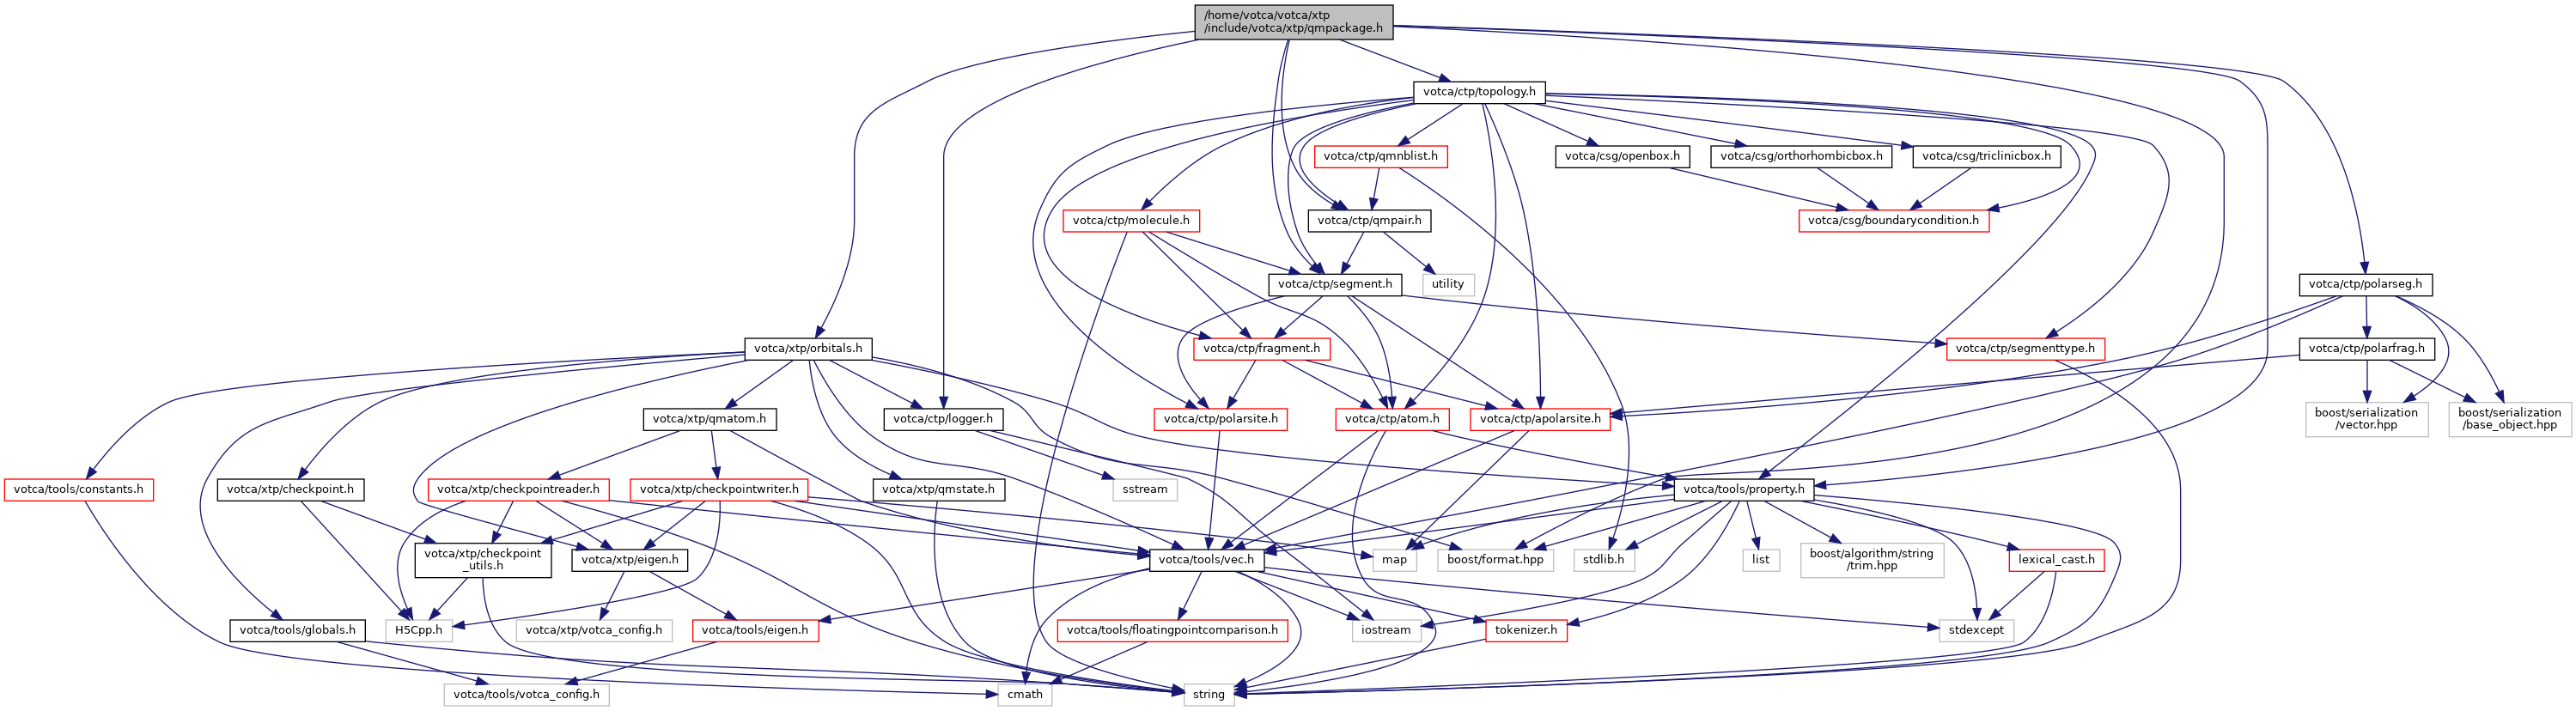 /home/votca/votca/xtp
/include/votca/xtp/qmpackage.h
votca/ctp/topology.h
votca/ctp/qmnblist.h
votca/csg/openbox.h
votca/csg/orthorhombicbox.h
votca/csg/triclinicbox.h
votca/ctp/molecule.h
votca/ctp/qmpair.h
votca/csg/boundarycondition.h
votca/ctp/segment.h
utility
votca/ctp/polarseg.h
votca/xtp/orbitals.h
votca/ctp/fragment.h
votca/ctp/segmenttype.h
votca/ctp/polarfrag.h
votca/xtp/qmatom.h
votca/ctp/logger.h
votca/ctp/polarsite.h
votca/ctp/atom.h
votca/ctp/apolarsite.h
boost/serialization
/vector.hpp
boost/serialization
/base_object.hpp
votca/tools/constants.h
votca/xtp/checkpoint.h
votca/xtp/checkpointreader.h
votca/xtp/checkpointwriter.h
votca/xtp/qmstate.h
sstream
votca/tools/property.h
votca/xtp/checkpoint
_utils.h
votca/xtp/eigen.h
votca/tools/vec.h
map
boost/format.hpp
stdlib.h
list
boost/algorithm/string
/trim.hpp
lexical_cast.h
votca/tools/globals.h
H5Cpp.h
votca/xtp/votca_config.h
votca/tools/eigen.h
votca/tools/floatingpointcomparison.h
iostream
tokenizer.h
stdexcept
votca/tools/votca_config.h
cmath
string